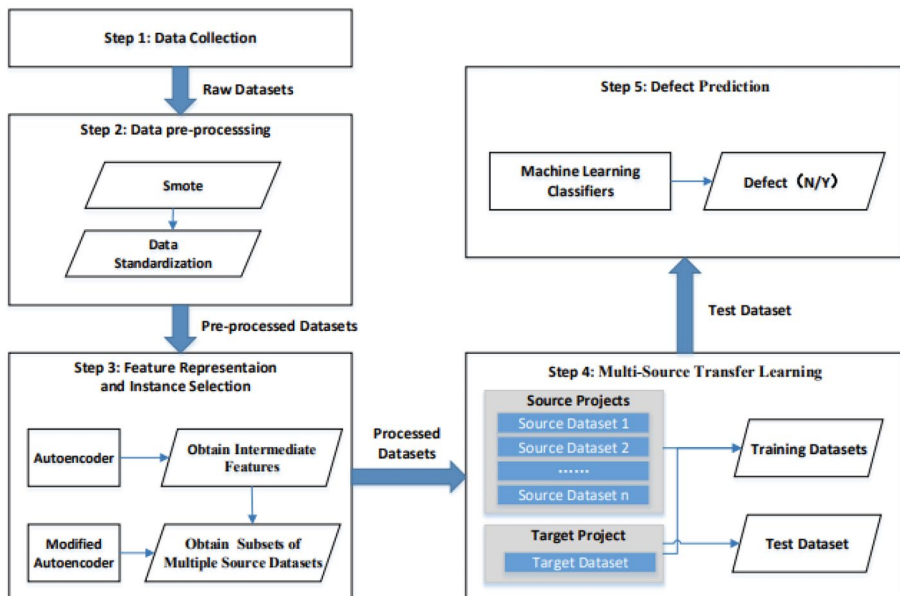 Step 1: Data Collection
Raw Datasets
Step 2: Data pre-processsing
Smote
Data
Standardization
Pre-processed Datasets
Step 3: Feature Representaion
and Instance Selection
Autoencoder
Obtain Intermediate
Features
Modified
Autoencoder
Obtain Subsets of
Multiple Source Datasets
Processed
Datasets
Step 4: Multi-Source Transfer Learning
Source Projects
Source Dataset 1
Source Dataset 2
......
Source Dataset n
Training Datasets
Target Project
Target Dataset
Test Dataset
Test Dataset
Step 5: Defect Prediction
Machine Learning
Classifiers
Defect（N/Y）